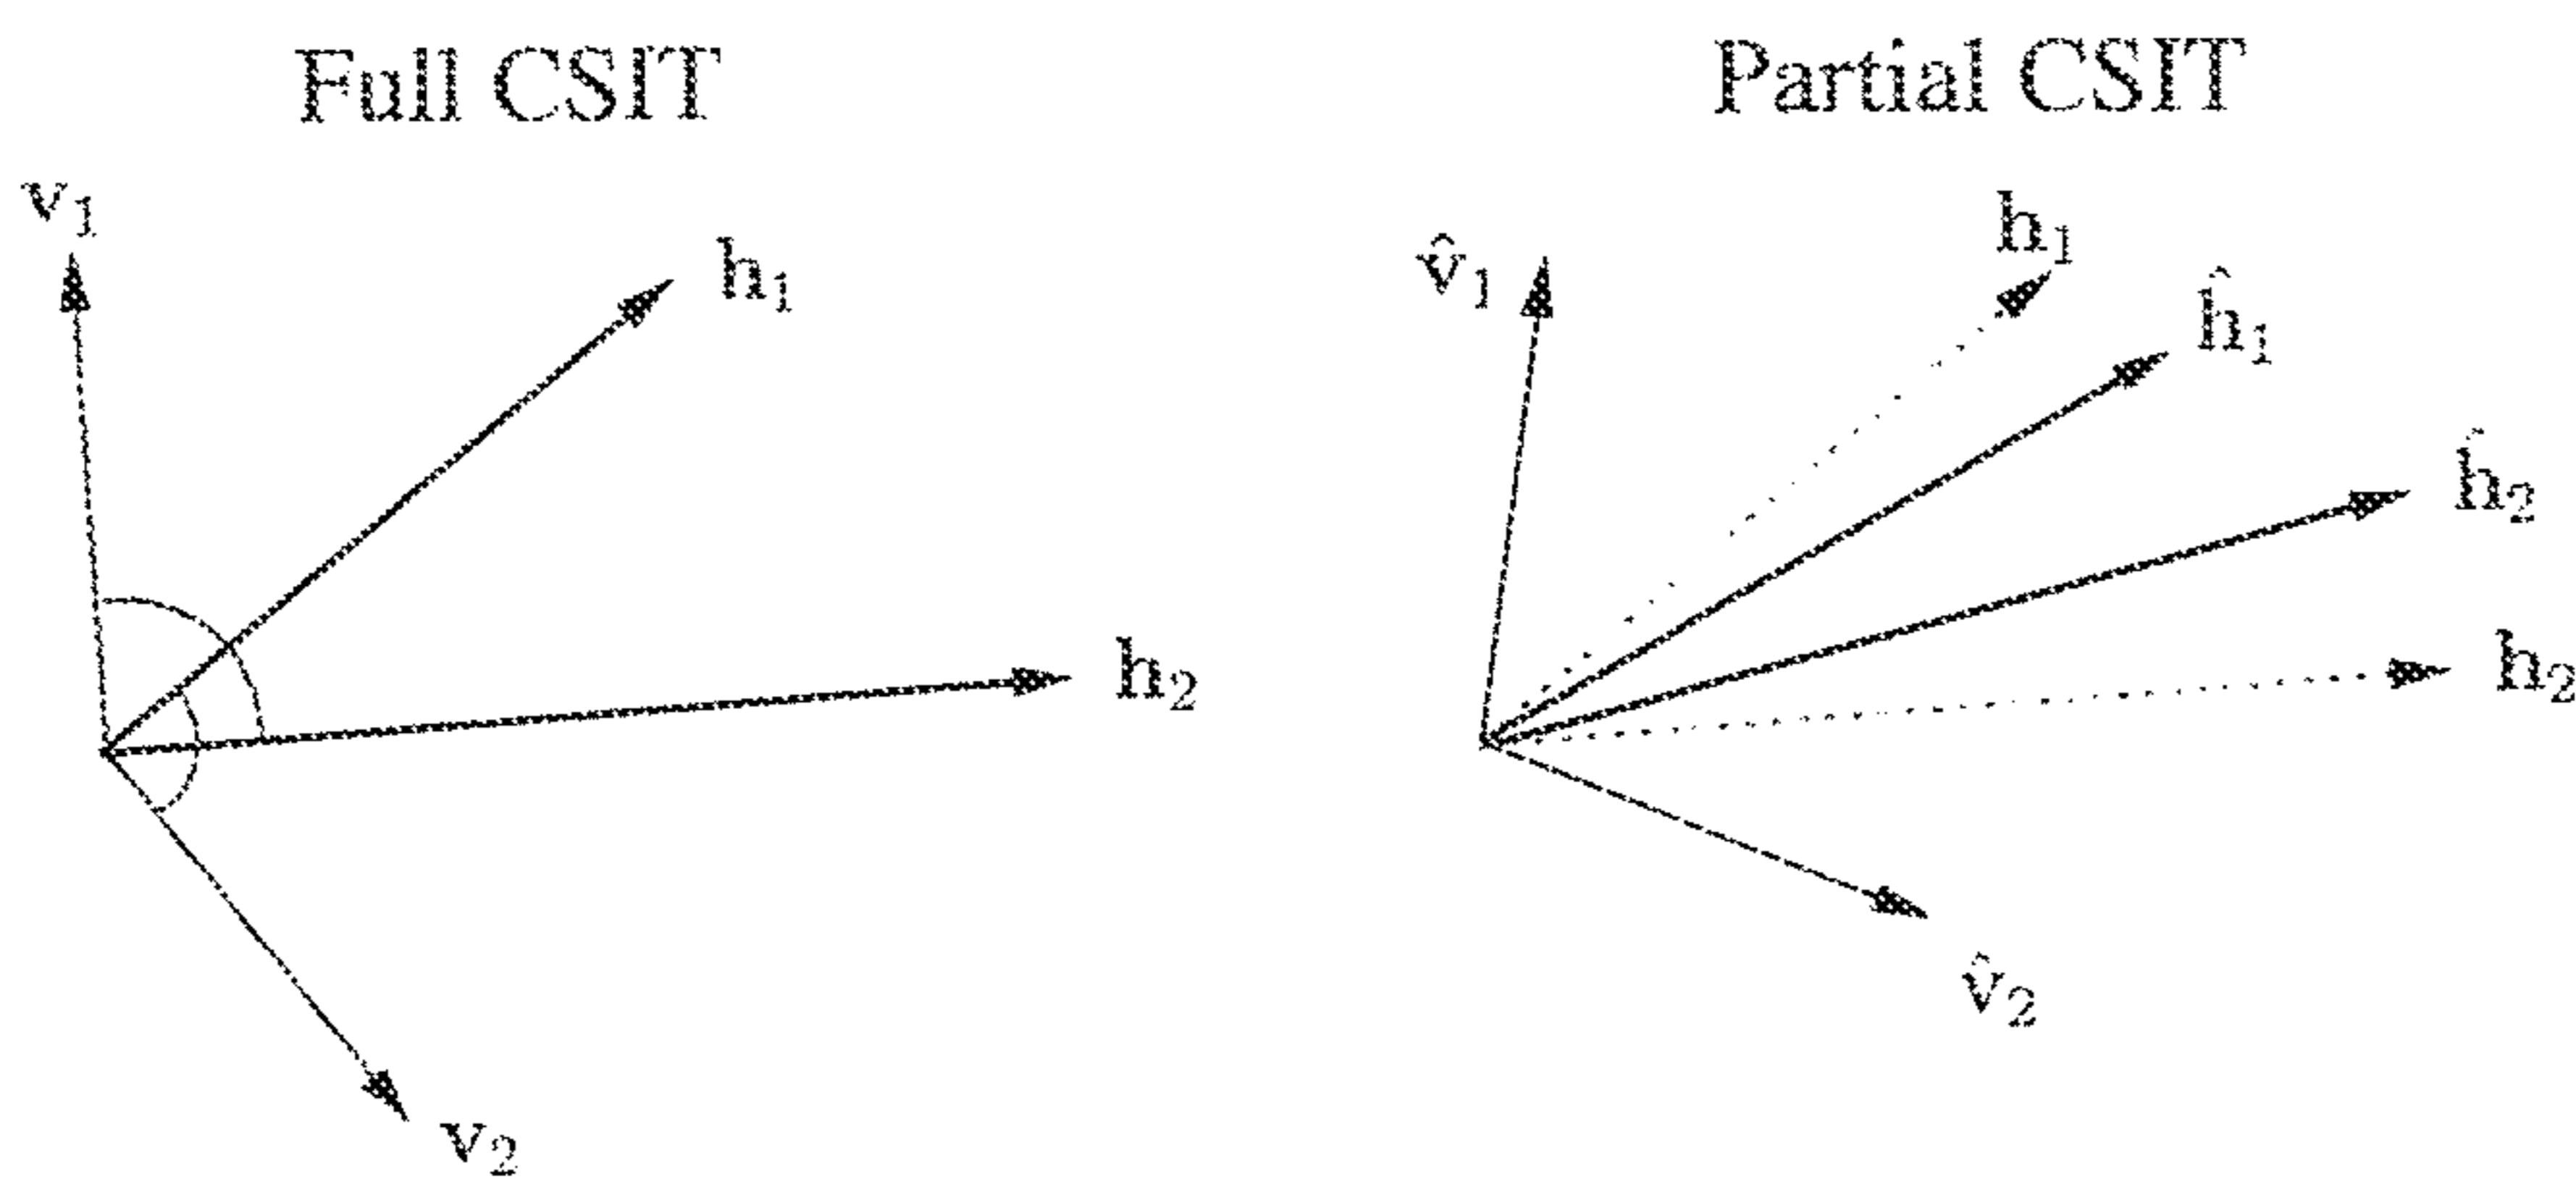 Full CSIT
v₁
h₁
h₂
v₂
Partial CSIT
v̂₁
h₁
ĥ₁
ĥ₂
h₂
v̂₂